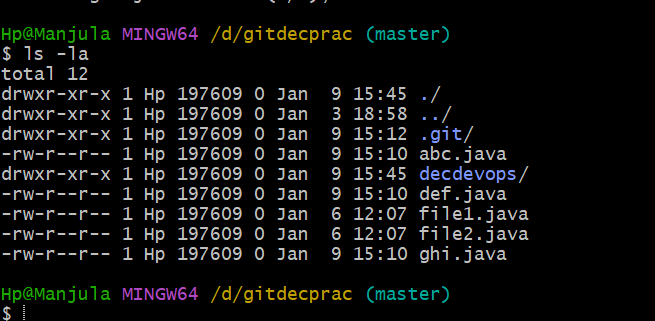 Hp@Manjula MINGW64 /d/gitdecprac (master)
$ ls -la
total 12
drwxr-xr-x 1 Hp 197609 0 Jan  9 15:45 ./
drwxr-xr-x 1 Hp 197609 0 Jan  3 18:58 ../
drwxr-xr-x 1 Hp 197609 0 Jan  9 15:12 .git/
-rw-r--r-- 1 Hp 197609 0 Jan  9 15:10 abc.java
drwxr-xr-x 1 Hp 197609 0 Jan  9 15:45 decdevops/
-rw-r--r-- 1 Hp 197609 0 Jan  9 15:10 def.java
-rw-r--r-- 1 Hp 197609 0 Jan  6 12:07 file1.java
-rw-r--r-- 1 Hp 197609 0 Jan  6 12:07 file2.java
-rw-r--r-- 1 Hp 197609 0 Jan  9 15:10 ghi.java
Hp@Manjula MINGW64 /d/gitdecprac (master)
$